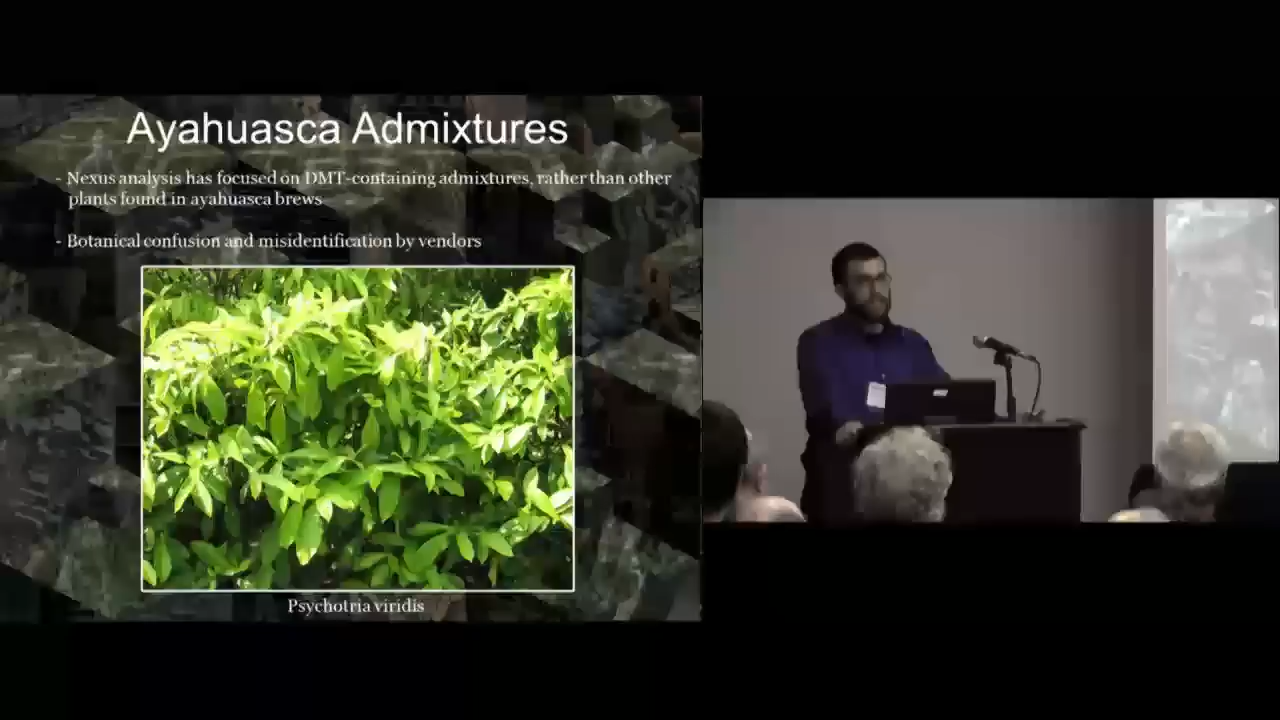 Ayahuasca Admixtures
- Nexus analysis has focused on DMT-containing admixtures, rather than other
plants found in ayahuasca brews
- Botanical confusion and misidentification by vendors
Psychotria viridis